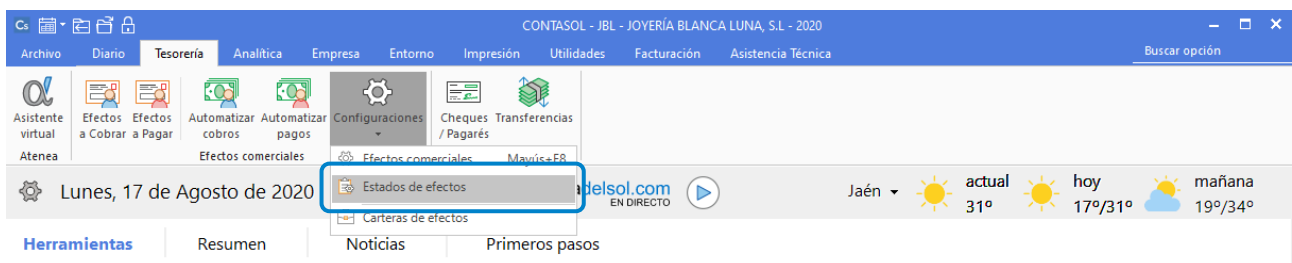 Cs
CONTASOL - JBL - JOYERÍA BLANCA LUNA, S.L - 2020
Archivo Diario Tesorería Analítica Empresa Entorno Impresión Utilidades Facturación Asistencia Técnica Buscar opción
Asistente virtual
Efectos a Cobrar
Efectos a Pagar
Automatizar cobros
Automatizar pagos
Configuraciones
Cheques / Pagarés
Transferencias
Atenea
Efectos comerciales
Efectos comerciales Mayús+F8
Estados de efectos
Carteras de efectos
Lunes, 17 de Agosto de 2020
delsol.com
EN DIRECTO
Jaén
actual
31º
hoy
17º/31º
mañana
19º/34º
Herramientas Resumen Noticias Primeros pasos